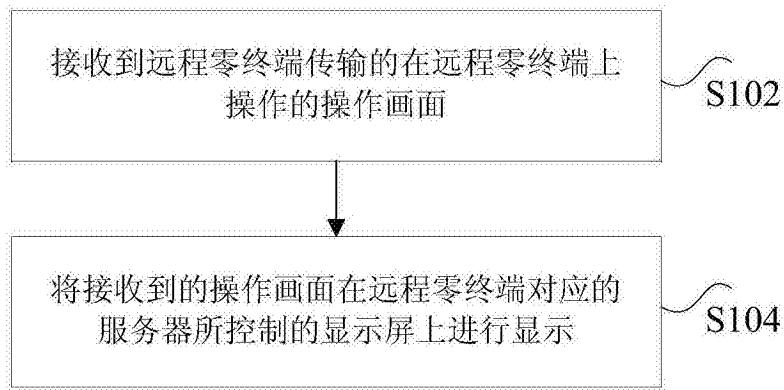 接收到远程零终端传输的在远程零终端上
操作的操作画面
S102
将接收到的操作画面在远程零终端对应的
服务器所控制的显示屏上进行显示
S104